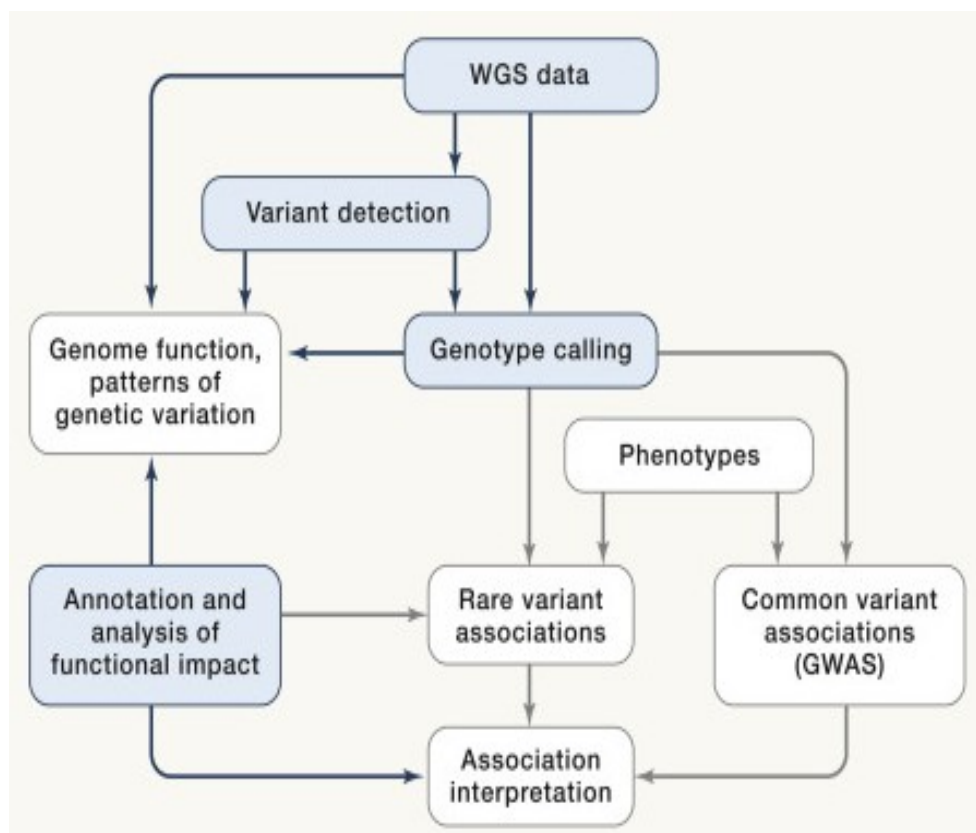 WGS data
Variant detection
Genome function,
patterns of
genetic variation
Genotype calling
Phenotypes
Annotation and
analysis of
functional impact
Rare variant
associations
Common variant
associations
(GWAS)
Association
interpretation